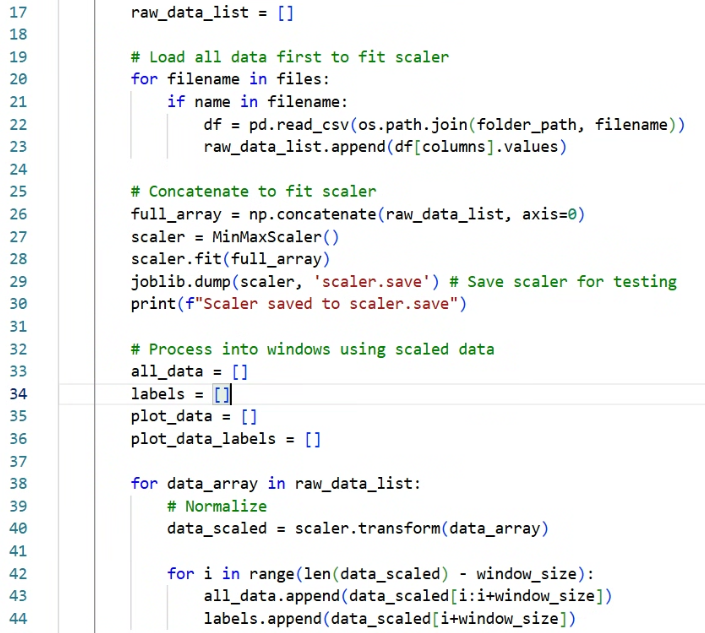 17 raw_data_list = []
18
19 # Load all data first to fit scaler
20 for filename in files:
21     if name in filename:
22         df = pd.read_csv(os.path.join(folder_path, filename))
23         raw_data_list.append(df[columns].values)
24
25 # Concatenate to fit scaler
26 full_array = np.concatenate(raw_data_list, axis=0)
27 scaler = MinMaxScaler()
28 scaler.fit(full_array)
29 joblib.dump(scaler, 'scaler.save') # Save scaler for testing
30 print(f"Scaler saved to scaler.save")
31
32 # Process into windows using scaled data
33 all_data = []
34 labels = []
35 plot_data = []
36 plot_data_labels = []
37
38 for data_array in raw_data_list:
39     # Normalize
40     data_scaled = scaler.transform(data_array)
41
42     for i in range(len(data_scaled) - window_size):
43         all_data.append(data_scaled[i:i+window_size])
44         labels.append(data_scaled[i+window_size])